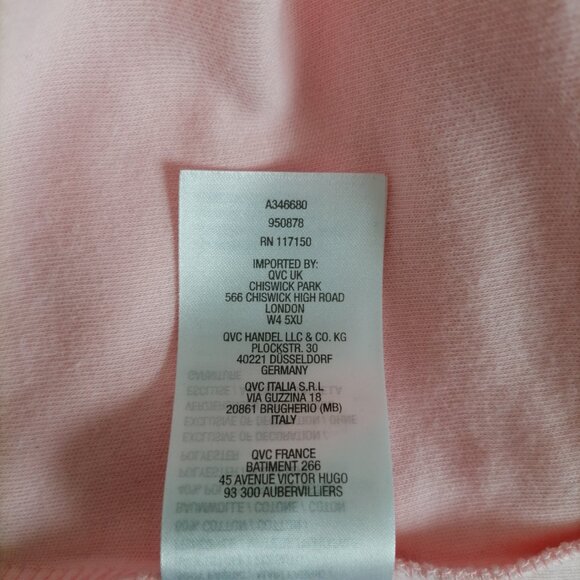 A346680
950878
RN 117150
IMPORTED BY:
QVC UK
CHISWICK PARK
566 CHISWICK HIGH ROAD
LONDON
W4 5XU
QVC HANDEL LLC & CO. KG
PLOCKSTR. 30
40221 DÜSSELDORF
GERMANY
QVC ITALIA S.R.L
VIA GUZZINA 18
20861 BRUGHERIO (MB)
ITALY
QVC FRANCE
BATIMENT 266
45 AVENUE VICTOR HUGO
93 300 AUBERVILLIERS